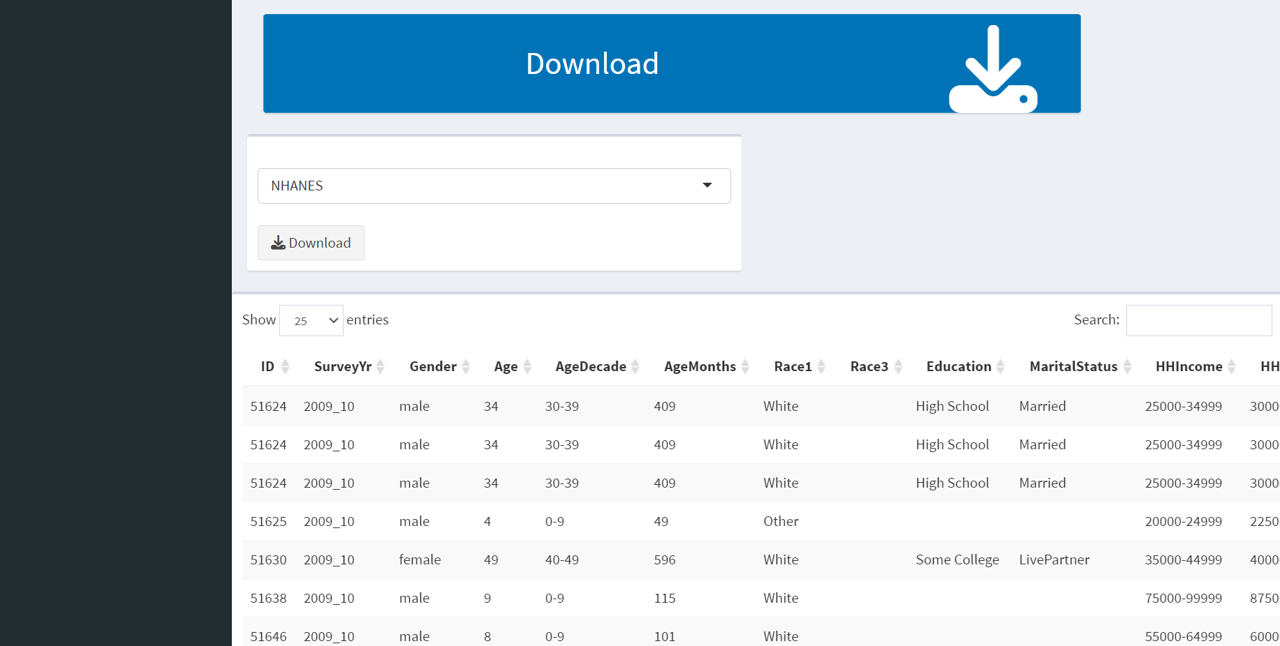 Download
NHANES
Download
Show 25 entries Search:
ID SurveyYr Gender Age AgeDecade AgeMonths Race1 Race3 Education MaritalStatus HHIncome HH
51624 2009_10 male 34 30-39 409 White High School Married 25000-34999 3000
51624 2009_10 male 34 30-39 409 White High School Married 25000-34999 3000
51624 2009_10 male 34 30-39 409 White High School Married 25000-34999 3000
51625 2009_10 male 4 0-9 49 Other 20000-24999 2250
51630 2009_10 female 49 40-49 596 White Some College LivePartner 35000-44999 4000
51638 2009_10 male 9 0-9 115 White 75000-99999 8750
51646 2009_10 male 8 0-9 101 White 55000-64999 6000